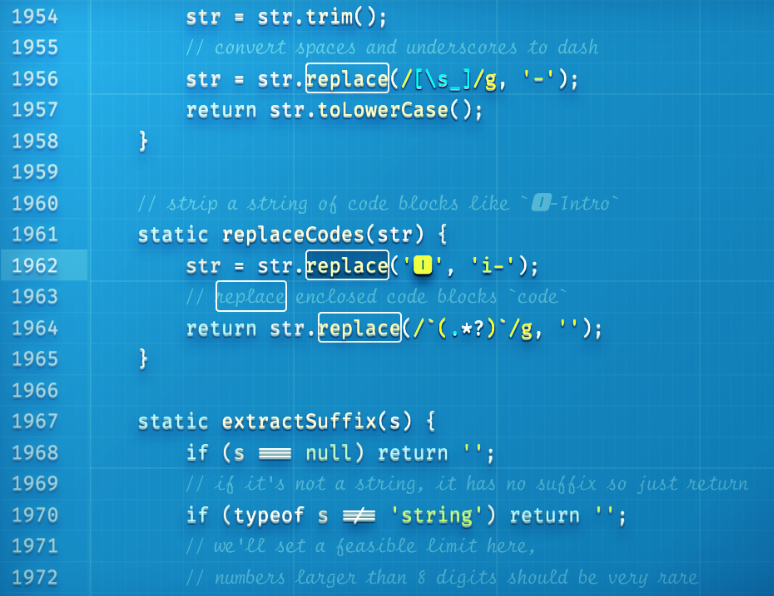 1954 str = str.trim();
1955 // convert spaces and underscores to dash
1956 str = str.replace(/[\s_]/g, '-');
1957 return str.toLowerCase();
1958 }
1959
1960 // strip a string of code blocks like `🅸-Intro`
1961 static replaceCodes(str) {
1962 str = str.replace('🅸', 'i-');
1963 // replace enclosed code blocks `code`
1964 return str.replace(/`(.*?)`/g, '');
1965 }
1966
1967 static extractSuffix(s) {
1968 if (s === null) return '';
1969 // if it's not a string, it has no suffix so just return
1970 if (typeof s !== 'string') return '';
1971 // we'll set a feasible limit here,
1972 // numbers larger than 8 digits should be very rare